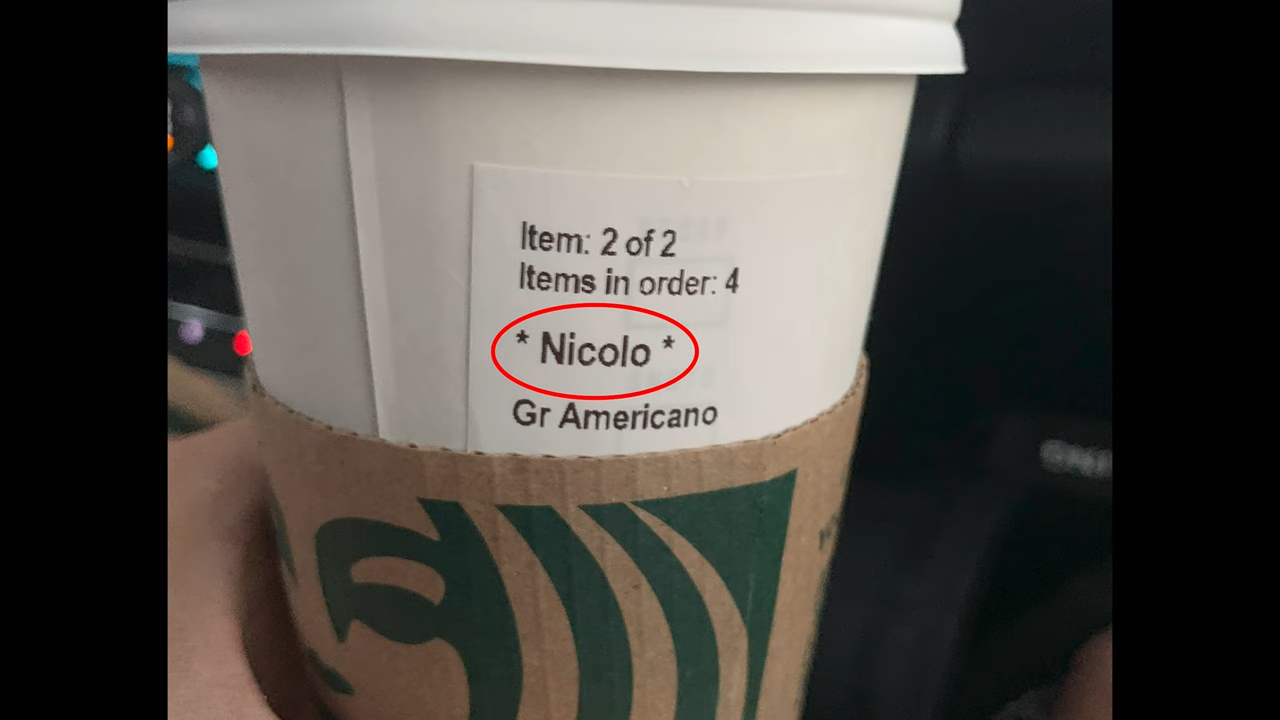 Item: 2 of 2
Items in order: 4
* Nicolo *
Gr Americano